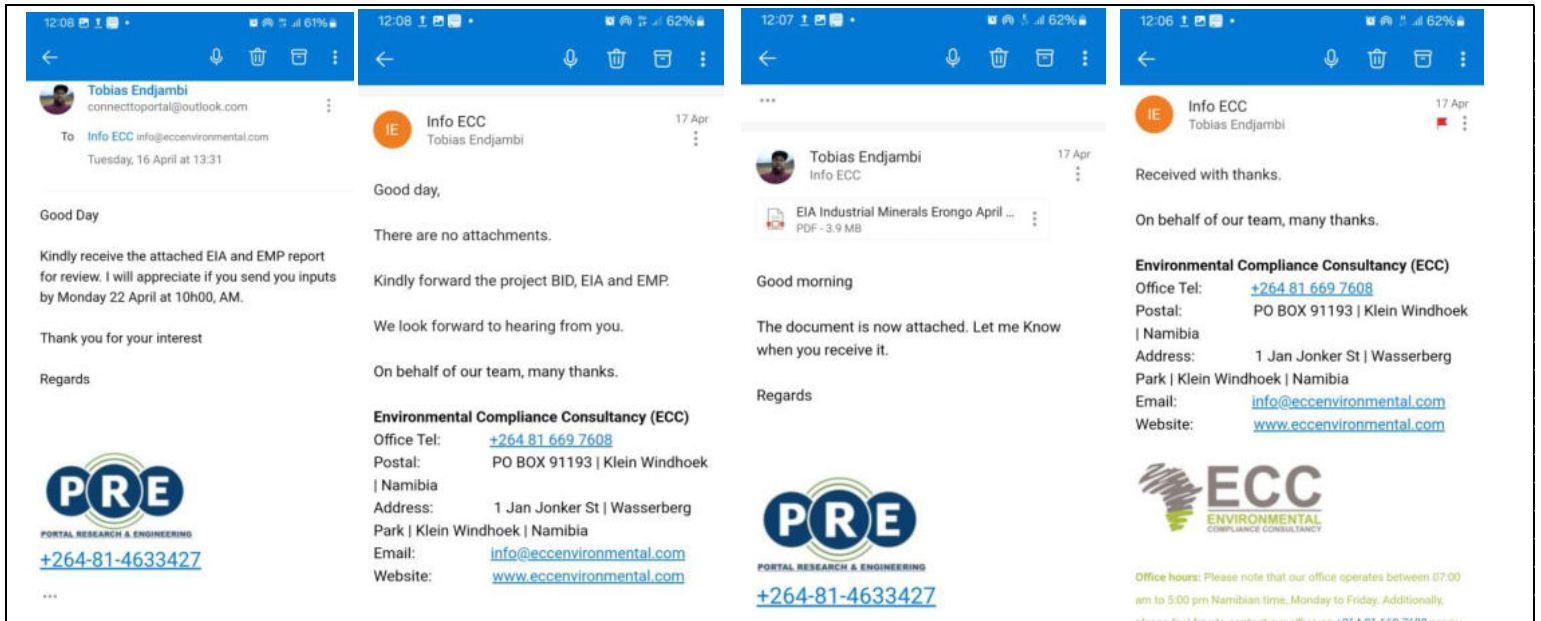 12:08
61%
Tobias Endjambi
connecttoportal@outlook.com
To Info ECC info@eccenvironmental.com
Tuesday, 16 April at 13:31
Good Day
Kindly receive the attached EIA and EMP report
for review. I will appreciate if you send you inputs
by Monday 22 April at 10h00, AM.
Thank you for your interest
Regards
PRE
PORTAL RESEARCH & ENGINEERING
+264-81-4633427
...
12:08
62%
IE
Info ECC
17 Apr
Tobias Endjambi
Good day,
There are no attachments.
Kindly forward the project BID, EIA and EMP.
We look forward to hearing from you.
On behalf of our team, many thanks.
Environmental Compliance Consultancy (ECC)
Office Tel: +264 81 669 7608
Postal: PO BOX 91193 | Klein Windhoek
| Namibia
Address: 1 Jan Jonker St | Wasserberg
Park | Klein Windhoek | Namibia
Email: info@eccenvironmental.com
Website: www.eccenvironmental.com
12:07
62%
...
Tobias Endjambi
17 Apr
Info ECC
EIA Industrial Minerals Erongo April ...
PDF - 3.9 MB
Good morning
The document is now attached. Let me Know
when you receive it.
Regards
PRE
PORTAL RESEARCH & ENGINEERING
+264-81-4633427
12:06
62%
IE
Info ECC
17 Apr
Tobias Endjambi
Received with thanks.
On behalf of our team, many thanks.
Environmental Compliance Consultancy (ECC)
Office Tel: +264 81 669 7608
Postal: PO BOX 91193 | Klein Windhoek
| Namibia
Address: 1 Jan Jonker St | Wasserberg
Park | Klein Windhoek | Namibia
Email: info@eccenvironmental.com
Website: www.eccenvironmental.com
ECC
ENVIRONMENTAL
COMPLIANCE CONSULTANCY
Office hours: Please note that our office operates between 07:00
am to 5:00 pm Namibian time, Monday to Friday. Additionally,